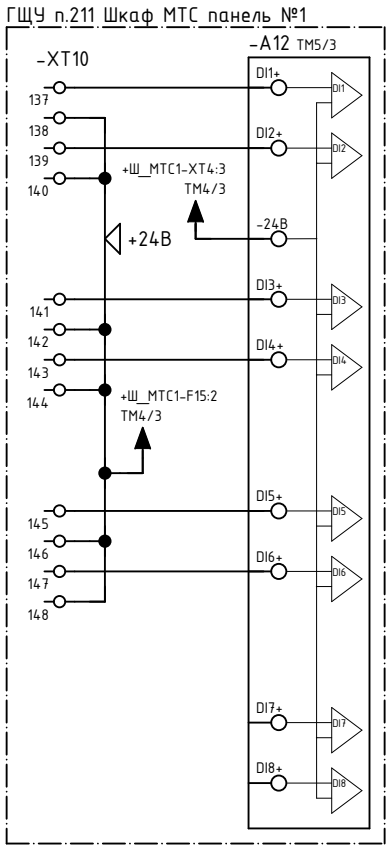 ГЩУ п.211 Шкаф МТС панель №1
-XT10
-A12 TM5/3
137
138
139
140
DI1+
DI1
DI2+
DI2
+Ш_МТС1-XT4:3
TM4/3
-24В
+24В
141
142
143
144
DI3+
DI3
DI4+
DI4
+Ш_МТС1-F15:2
TM4/3
145
146
147
148
DI5+
DI5
DI6+
DI6
DI7+
DI7
DI8+
DI8